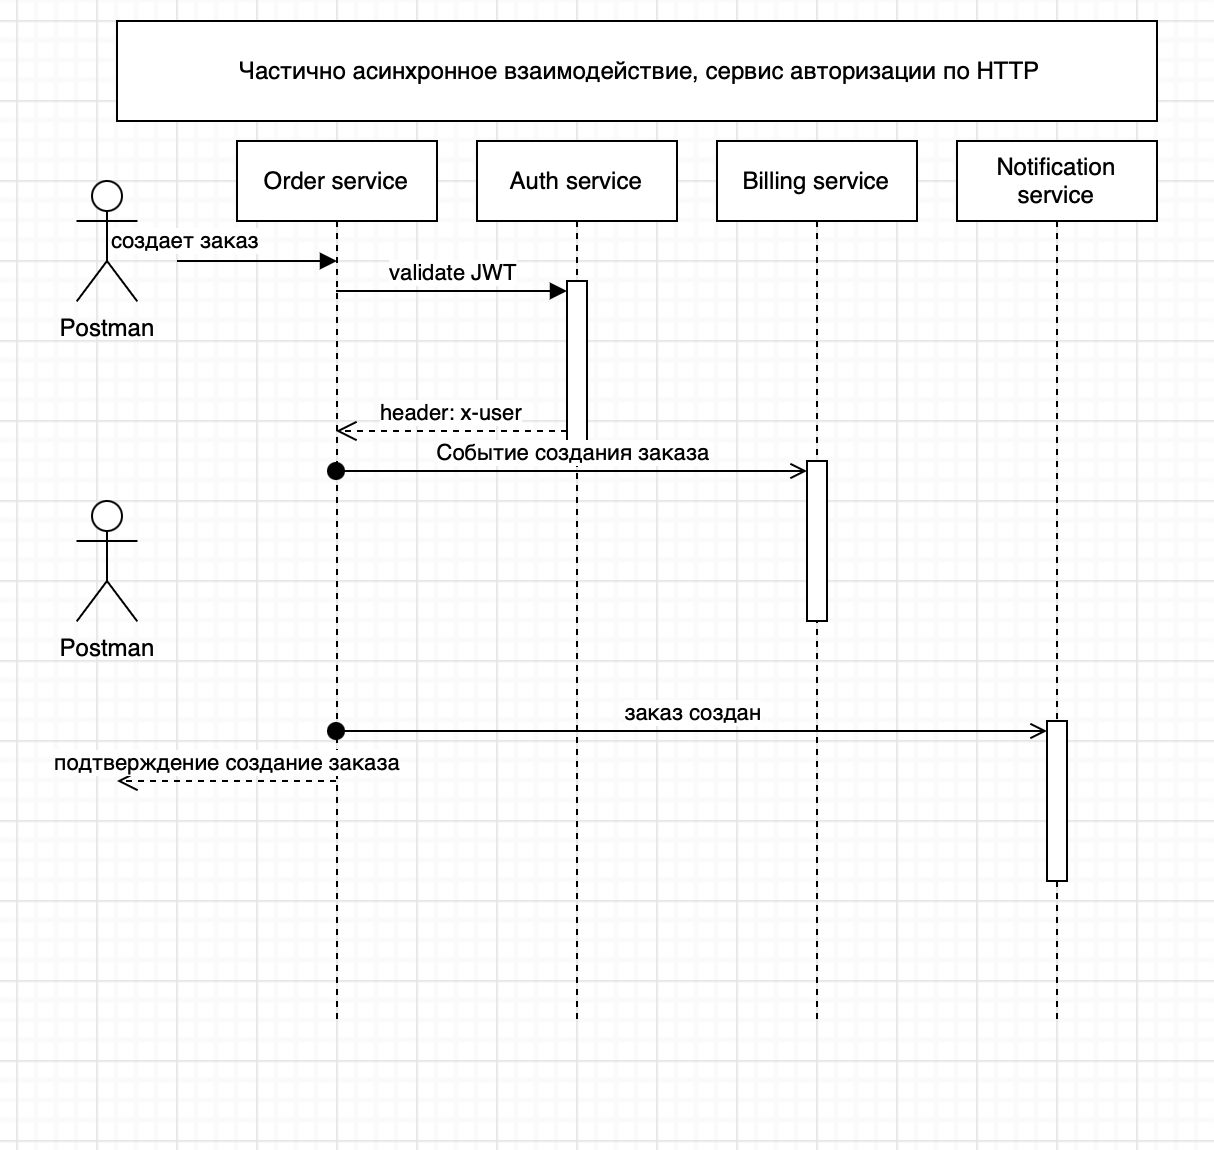 Частично асинхронное взаимодействие, сервис авторизации по HTTP
Order service
Auth service
Billing service
Notification
service
создает заказ
validate JWT
Postman
header: x-user
Событие создания заказа
Postman
заказ создан
подтверждение создание заказа